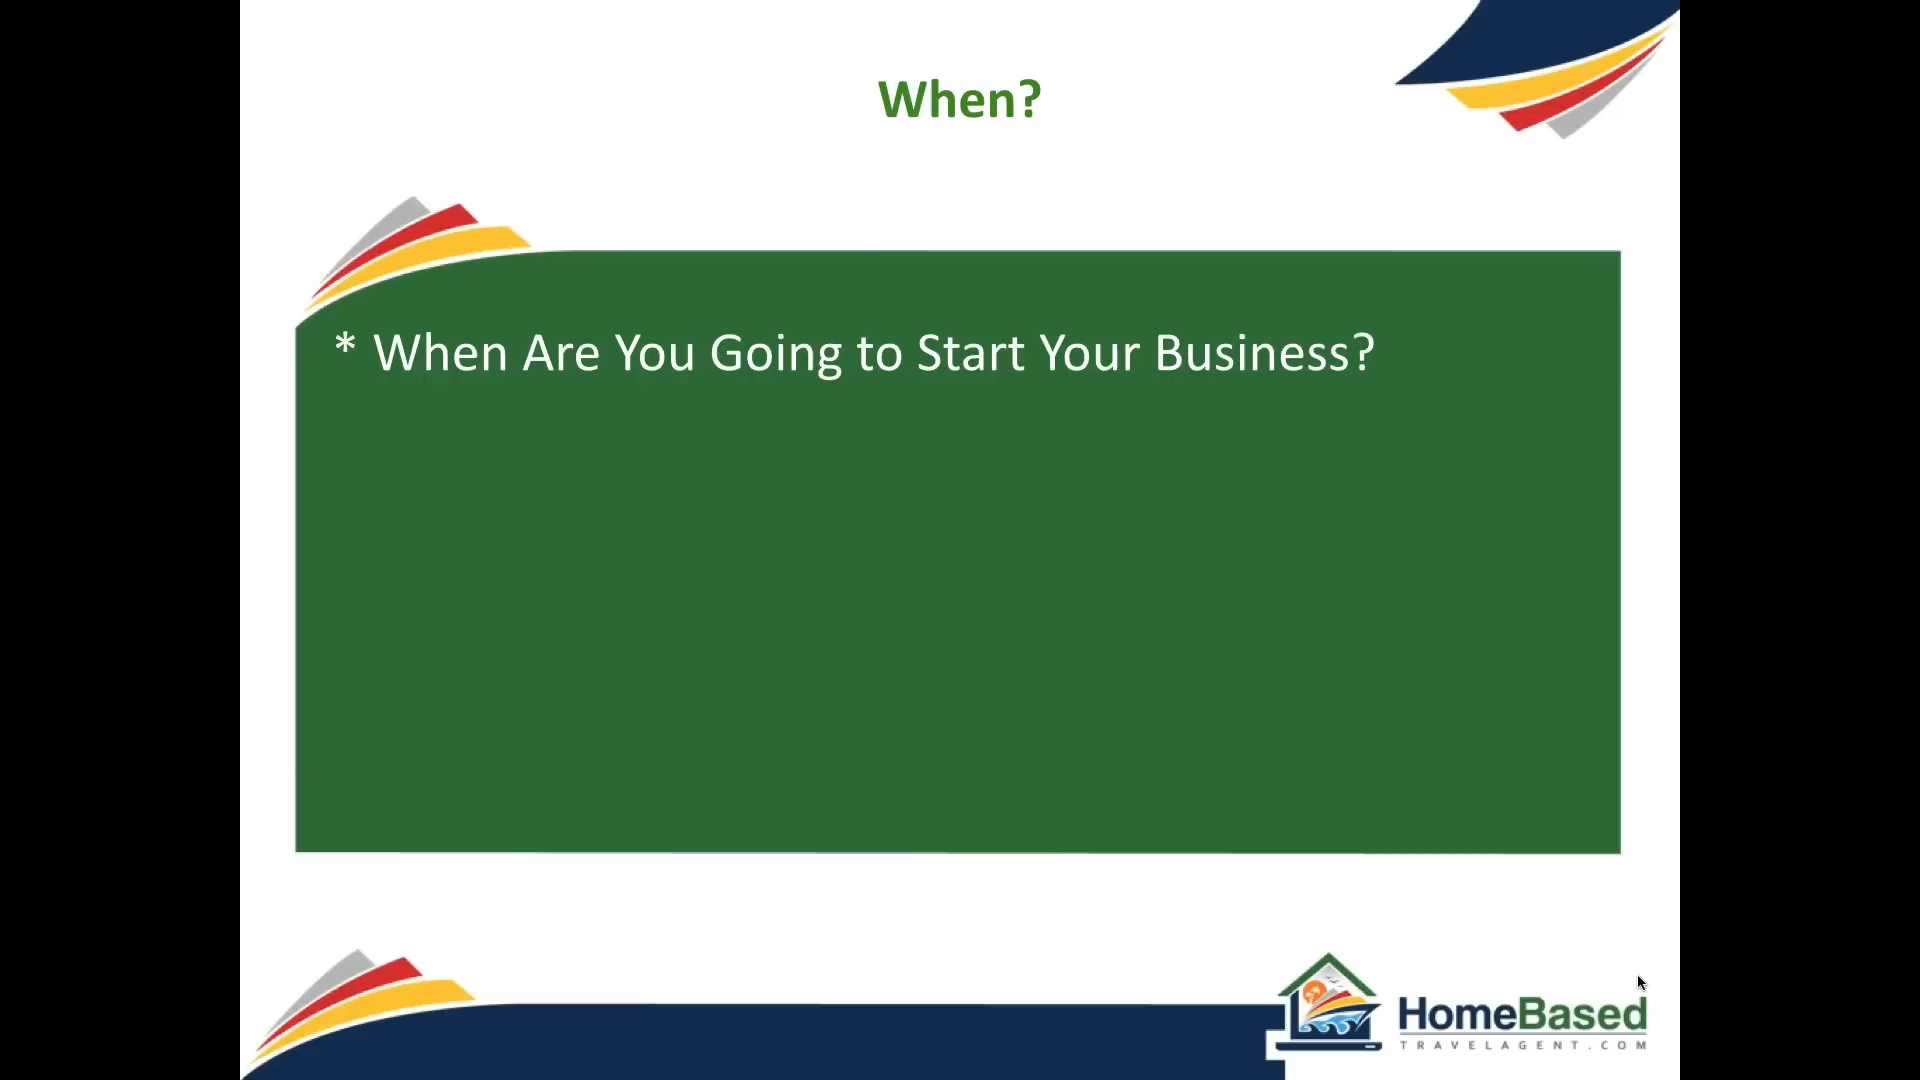 When?
* When Are You Going to Start Your Business?
HomeBased
TRAVELAGENT.COM